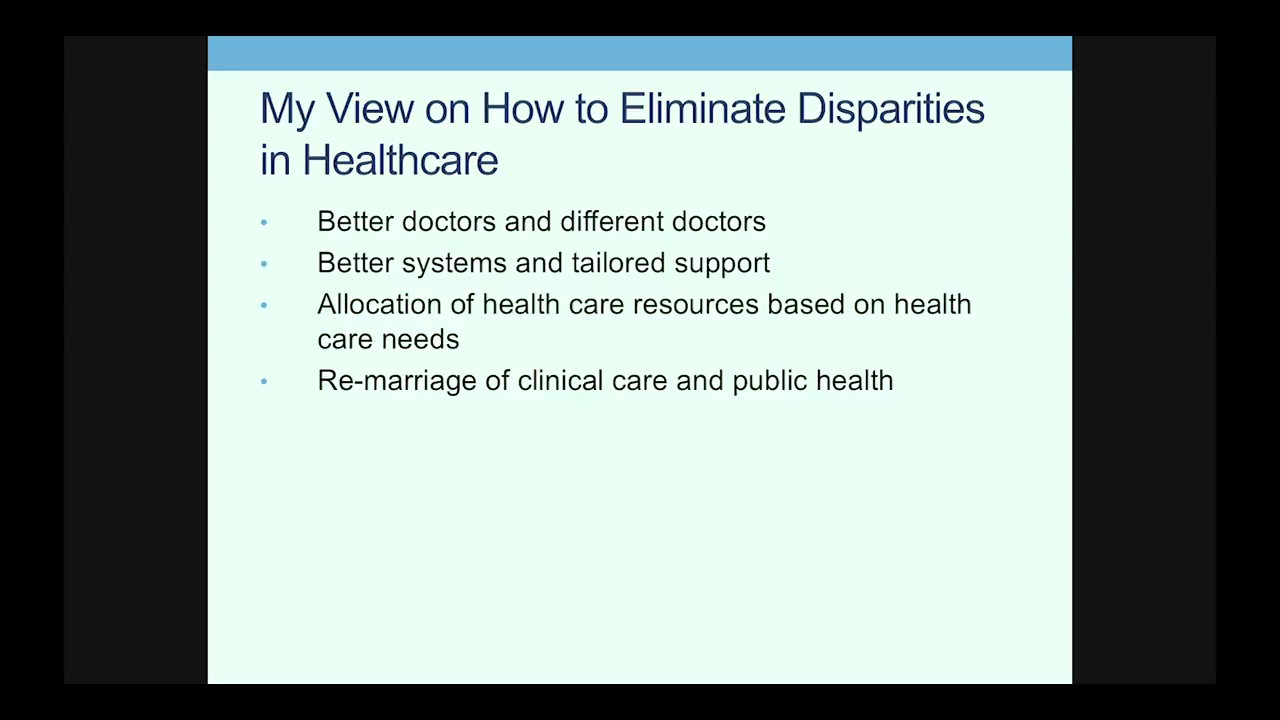 My View on How to Eliminate Disparities
in Healthcare
• Better doctors and different doctors
• Better systems and tailored support
• Allocation of health care resources based on health
care needs
• Re-marriage of clinical care and public health